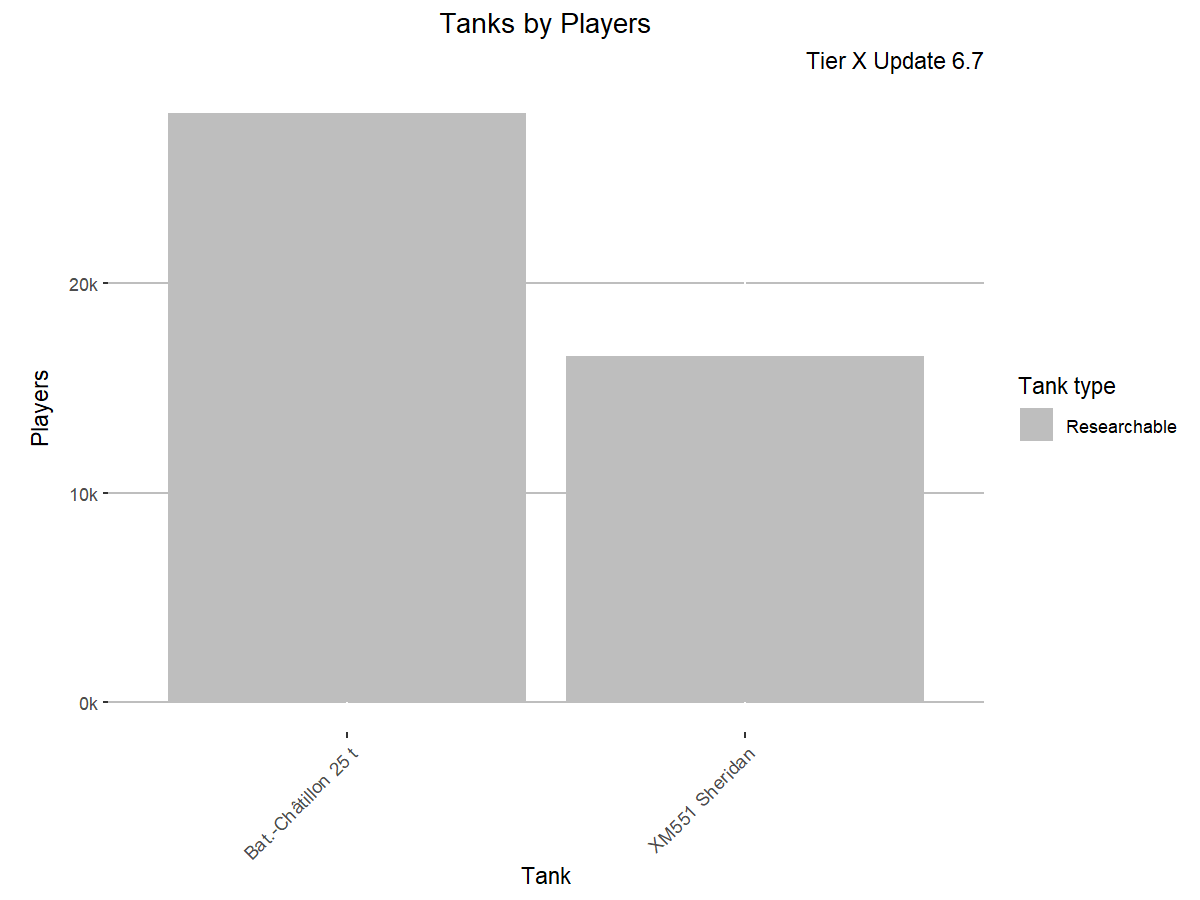 Tanks by Players
Tier X Update 6.7
20k
10k
0k
Players
Bat.-Châtillon 25 t
XM551 Sheridan
Tank
Tank type
Researchable